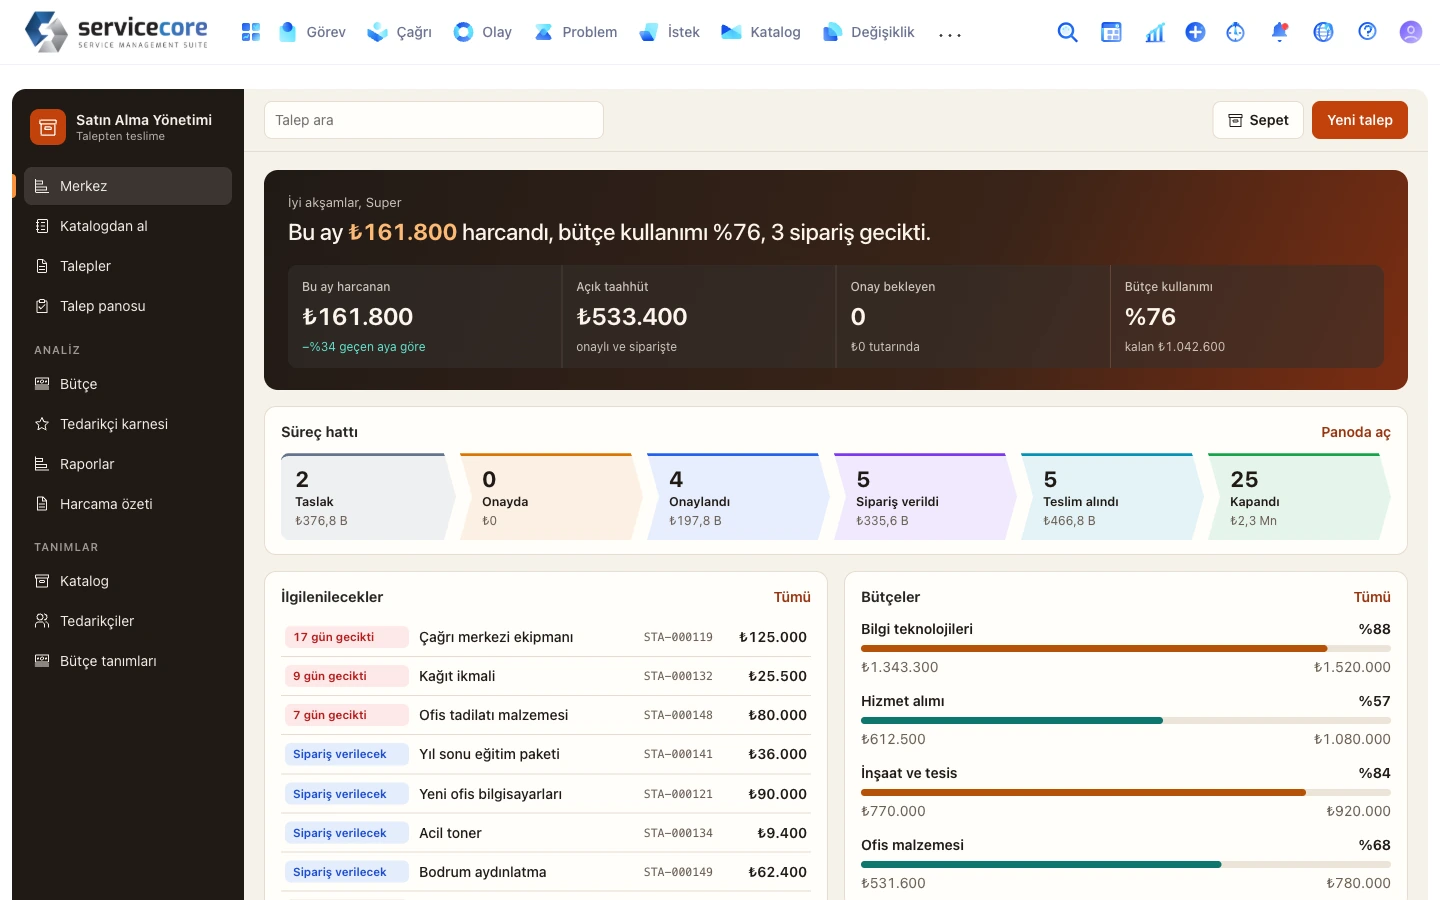 servicecore
SERVICE MANAGEMENT SUITE
Görev
Çağrı
Olay
Problem
İstek
Katalog
Değişiklik
...
Satın Alma Yönetimi
Talepten teslime
Merkez
Katalogdan al
Talepler
Talep panosu
ANALİZ
Bütçe
Tedarikçi karnesi
Raporlar
Harcama özeti
TANIMLAR
Katalog
Tedarikçiler
Bütçe tanımları
Talep ara
Sepet
Yeni talep
İyi akşamlar, Super
Bu ay ₺161.800 harcandı, bütçe kullanımı %76, 3 sipariş gecikti.
Bu ay harcanan
₺161.800
−%34 geçen aya göre
Açık taahhüt
₺533.400
onaylı ve siparişte
Onay bekleyen
0
₺0 tutarında
Bütçe kullanımı
%76
kalan ₺1.042.600
Süreç hattı
Panoda aç
2
Taslak
₺376,8 B
0
Onayda
₺0
4
Onaylandı
₺197,8 B
5
Sipariş verildi
₺335,6 B
5
Teslim alındı
₺466,8 B
25
Kapandı
₺2,3 Mn
İlgilenilecekler
Tümü
17 gün gecikti Çağrı merkezi ekipmanı STA-000119 ₺125.000
9 gün gecikti Kağıt ikmali STA-000132 ₺25.500
7 gün gecikti Ofis tadilatı malzemesi STA-000148 ₺80.000
Sipariş verilecek Yıl sonu eğitim paketi STA-000141 ₺36.000
Sipariş verilecek Yeni ofis bilgisayarları STA-000121 ₺90.000
Sipariş verilecek Acil toner STA-000134 ₺9.400
Sipariş verilecek Bodrum aydınlatma STA-000149 ₺62.400
Bütçeler
Tümü
Bilgi teknolojileri %88
₺1.343.300 ₺1.520.000
Hizmet alımı %57
₺612.500 ₺1.080.000
İnşaat ve tesis %84
₺770.000 ₺920.000
Ofis malzemesi %68
₺531.600 ₺780.000